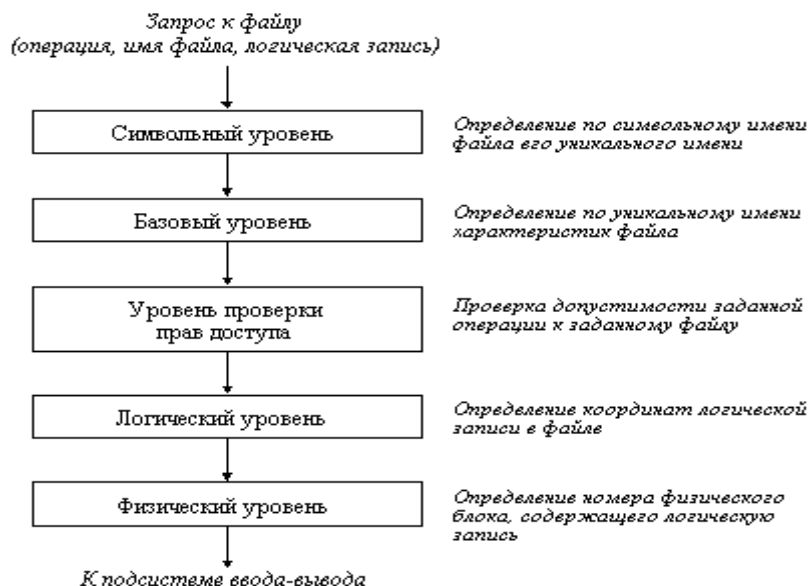 Запрос к файлу
(операция, имя файла, логическая запись)
Символьный уровень
Определение по символьному имени
файла его уникального имени
Базовый уровень
Определение по уникальному имени
характеристик файла
Уровень проверки
прав доступа
Проверка допустимости заданной
операции к заданному файлу
Логический уровень
Определение координат логической
записи в файле
Физический уровень
Определение номера физического
блока, содержащего логическую
запись
К подсистеме ввода-вывода